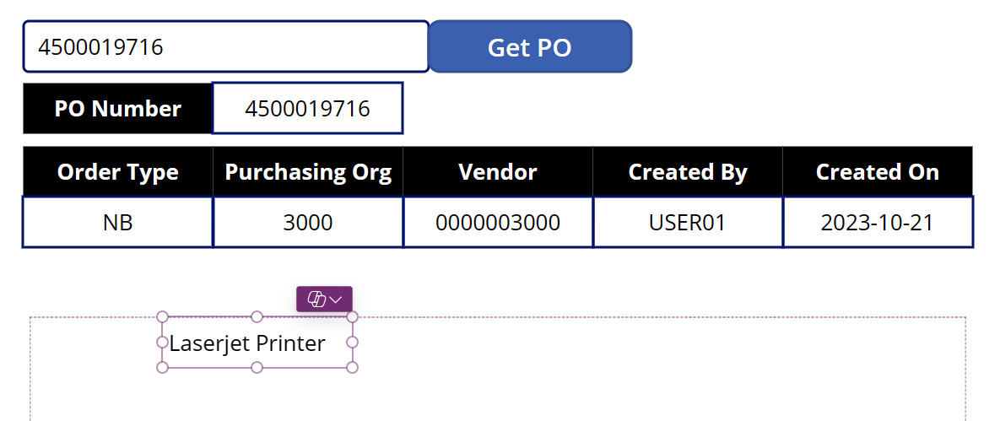 4500019716 Get PO
PO Number 4500019716
Order Type Purchasing Org Vendor Created By Created On
NB 3000 0000003000 USER01 2023-10-21
Laserjet Printer